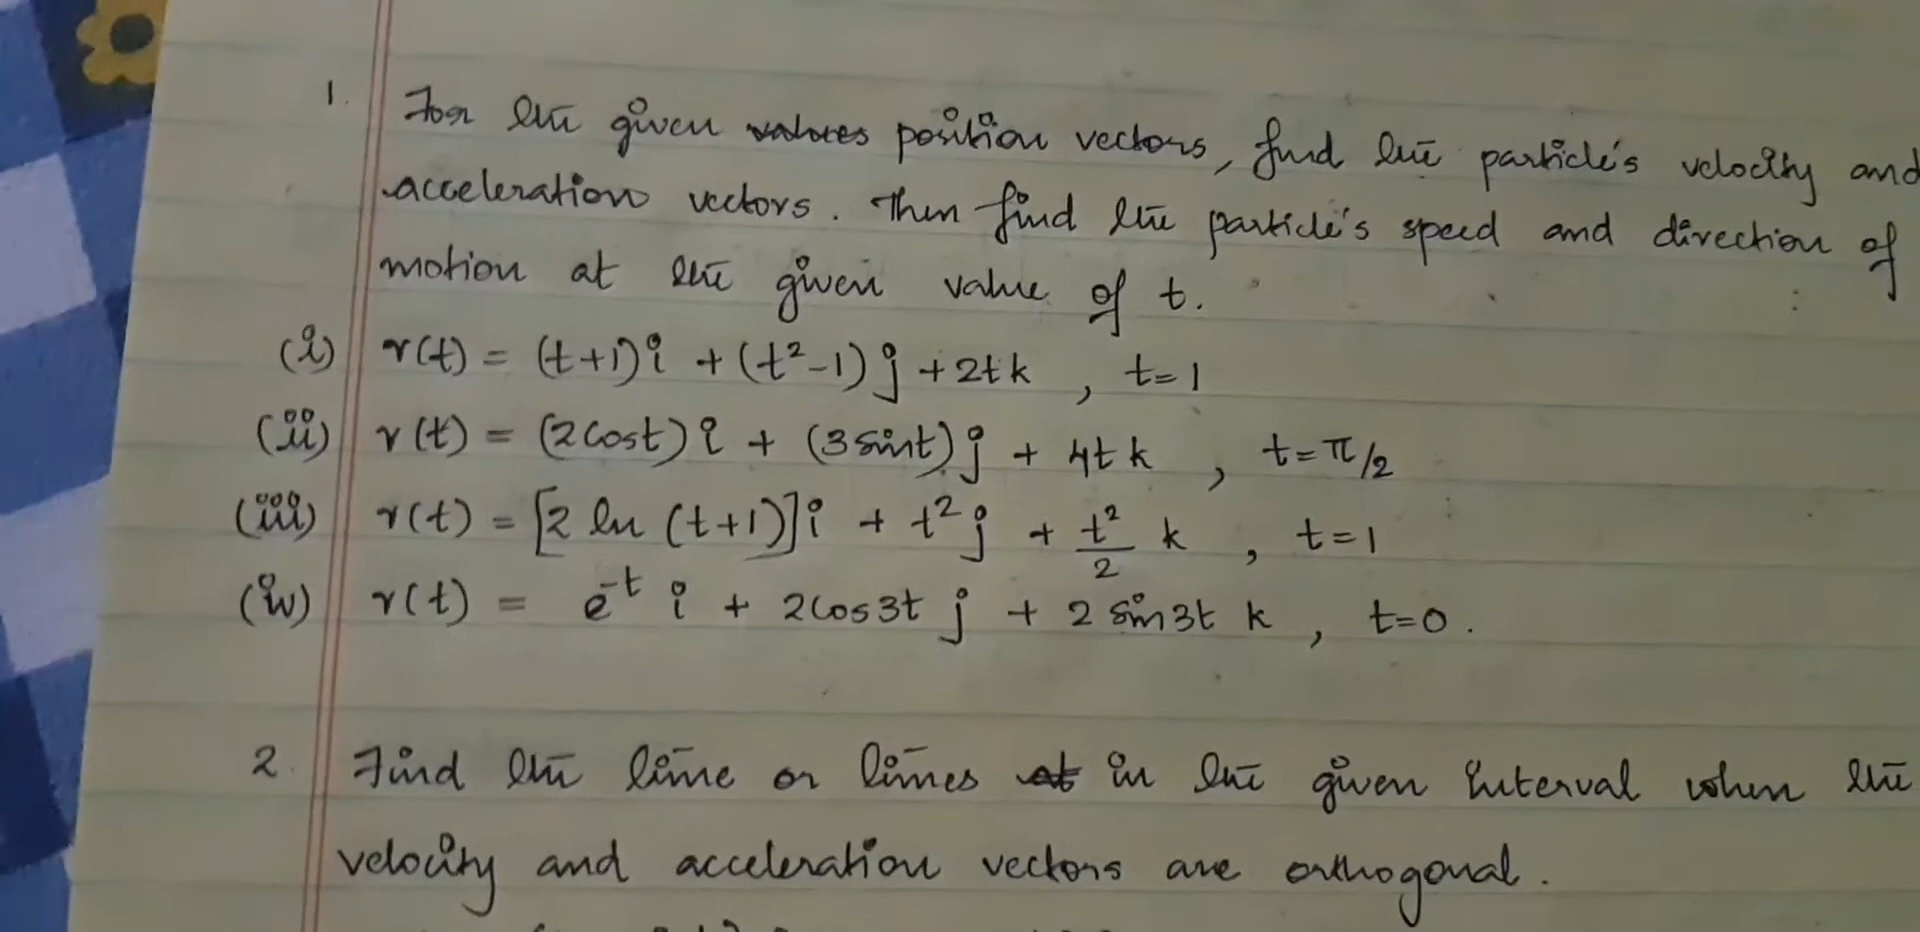 1. For the given values position vectors, find the particle's velocity and
acceleration vectors. Then find the particle's speed and direction of
motion at the given value of t.
(i) r(t) = (t+1)i + (t²-1)j + 2tk , t=1
(ii) r(t) = (2cost)i + (3sint)j + 4tk , t=π/2
(iii) r(t) = [2 ln (t+1)]i + t²j + t²/2 k , t=1
(iv) r(t) = e⁻ᵗ i + 2cos3t j + 2 sin3t k , t=0.
2. Find the time or times at in the given interval when the
velocity and acceleration vectors are orthogonal.